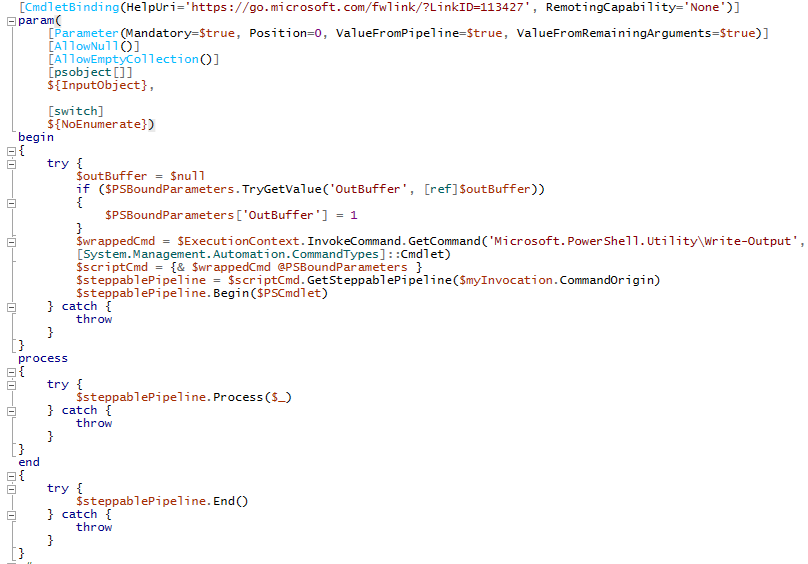 [CmdletBinding(HelpUri='https://go.microsoft.com/fwlink/?LinkID=113427', RemotingCapability='None')]
param(
    [Parameter(Mandatory=$true, Position=0, ValueFromPipeline=$true, ValueFromRemainingArguments=$true)]
    [AllowNull()]
    [AllowEmptyCollection()]
    [psobject[]]
    ${InputObject},

    [switch]
    ${NoEnumerate})
begin
{
    try {
        $outBuffer = $null
        if ($PSBoundParameters.TryGetValue('OutBuffer', [ref]$outBuffer))
        {
            $PSBoundParameters['OutBuffer'] = 1
        }
        $wrappedCmd = $ExecutionContext.InvokeCommand.GetCommand('Microsoft.PowerShell.Utility\Write-Output',
        [System.Management.Automation.CommandTypes]::Cmdlet)
        $scriptCmd = {& $wrappedCmd @PSBoundParameters }
        $steppablePipeline = $scriptCmd.GetSteppablePipeline($myInvocation.CommandOrigin)
        $steppablePipeline.Begin($PSCmdlet)
    } catch {
        throw
    }
}
process
{
    try {
        $steppablePipeline.Process($_)
    } catch {
        throw
    }
}
end
{
    try {
        $steppablePipeline.End()
    } catch {
        throw
    }
}